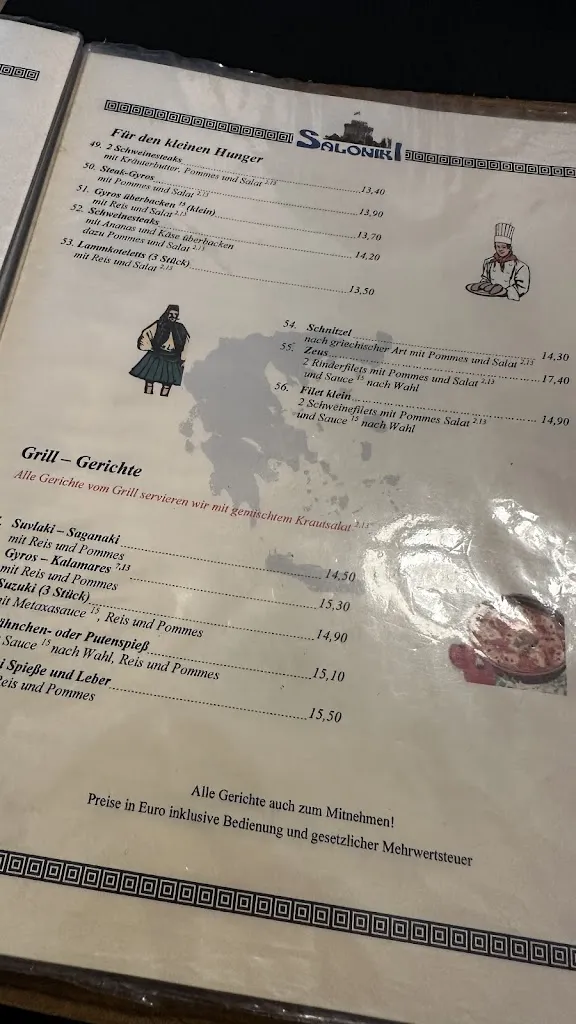 SALONIKI
Für den kleinen Hunger
49. 2 Schweinesteaks 13,40
mit Kräuterbutter, Pommes und Salat 2,13
50. Steak-Gyros 13,90
mit Pommes und Salat 2,13
51. Gyros überbacken 15 (klein) 13,70
mit Reis und Salat 2,13
52. Schweinesteaks 14,20
mit Ananas und Käse überbacken
dazu Pommes und Salat 2,13
53. Lammkoteletts (3 Stück) 13,50
mit Reis und Salat 2,13
54. Schnitzel 14,30
nach griechischer Art mit Pommes und Salat 2,13
55. Zeus 17,40
2 Rinderfilets mit Pommes und Salat 2,13
und Sauce 15 nach Wahl
56. Filet klein 14,90
2 Schweinefilets mit Pommes Salat 2,13
und Sauce 15 nach Wahl
Grill – Gerichte
Alle Gerichte vom Grill servieren wir mit gemischtem Krautsalat 2,13
Suvlaki – Saganaki 14,50
mit Reis und Pommes
Gyros – Kalamares 7,13 15,30
mit Reis und Pommes
Suzuki (3 Stück) 14,90
mit Metaxasauce 15, Reis und Pommes
ähnchen- oder Putenspieß 15,10
Sauce 15 nach Wahl, Reis und Pommes
i Spieße und Leber 15,50
Reis und Pommes
Alle Gerichte auch zum Mitnehmen!
Preise in Euro inklusive Bedienung und gesetzlicher Mehrwertsteuer